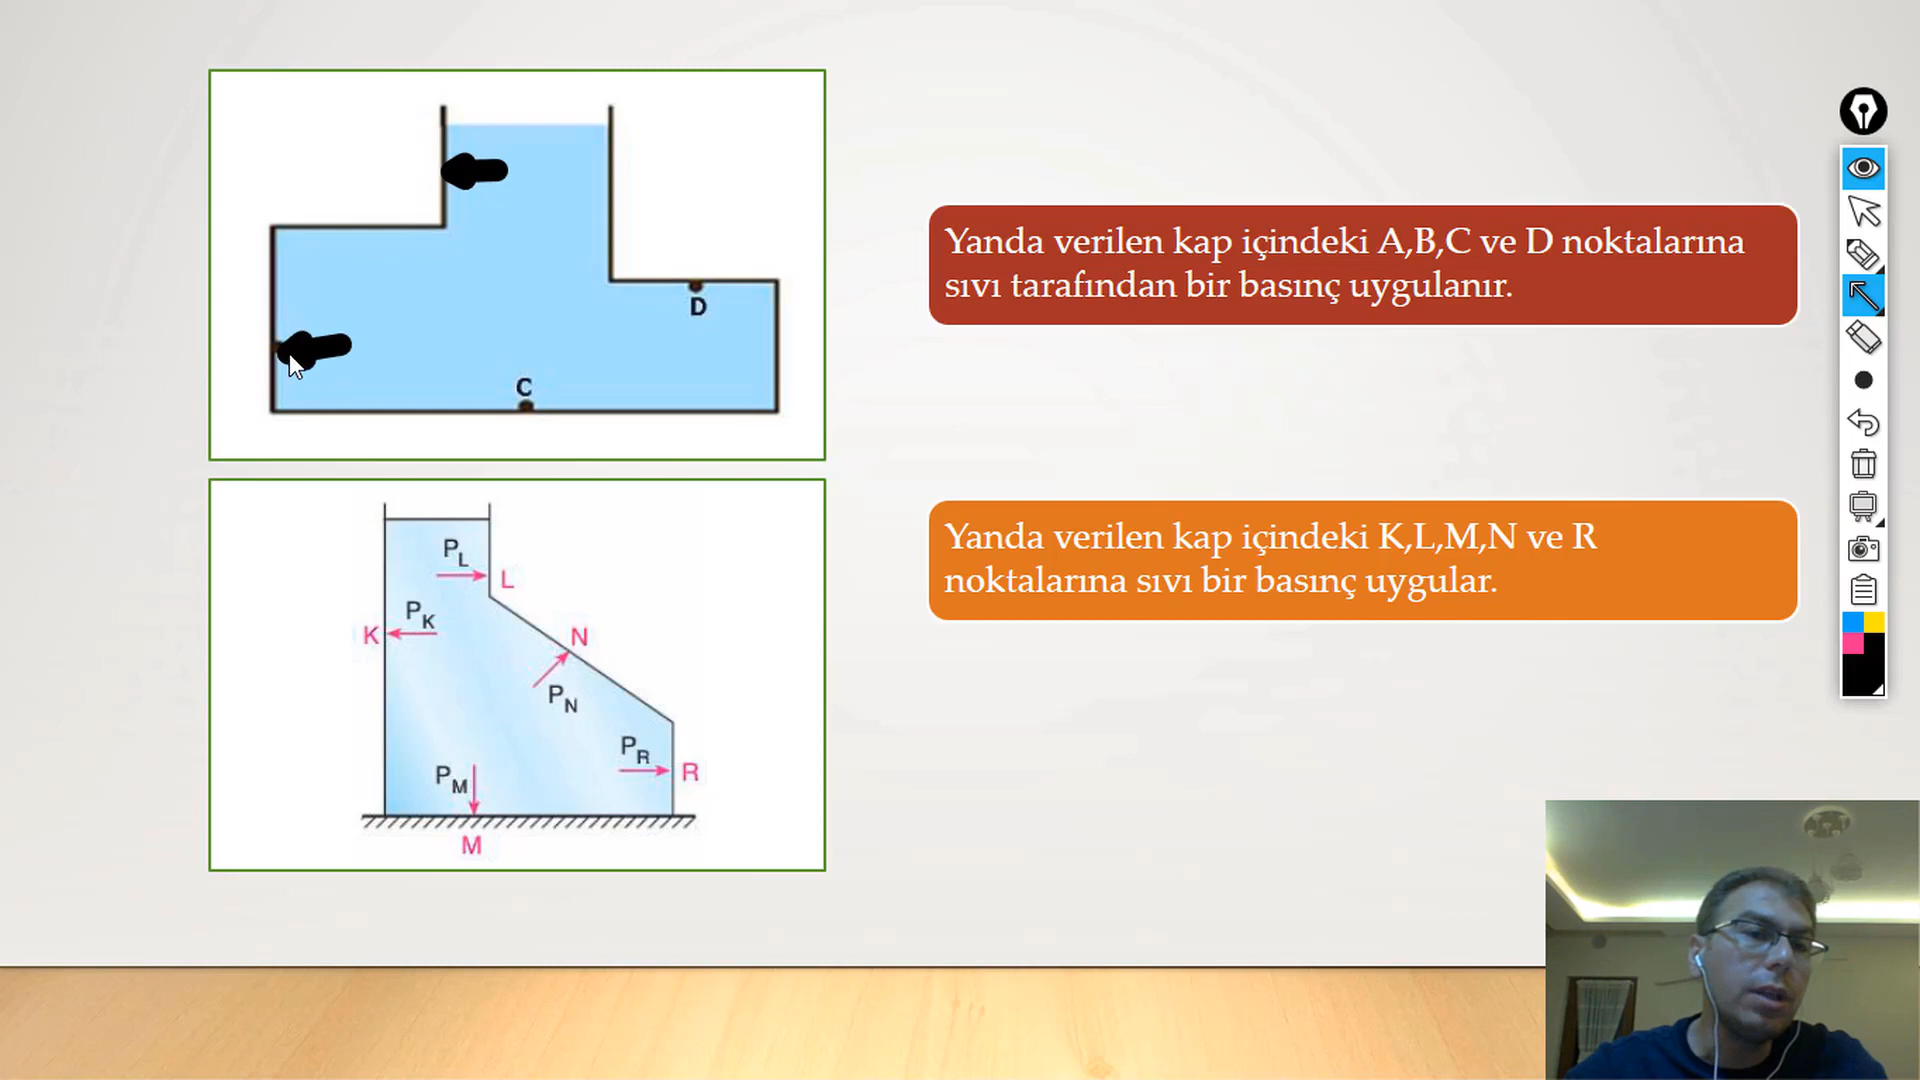 D
C
Yanda verilen kap içindeki A,B,C ve D noktalarına
sıvı tarafından bir basınç uygulanır.
P_L
L
P_K
K
N
P_N
P_R
R
P_M
M
Yanda verilen kap içindeki K,L,M,N ve R
noktalarına sıvı bir basınç uygular.